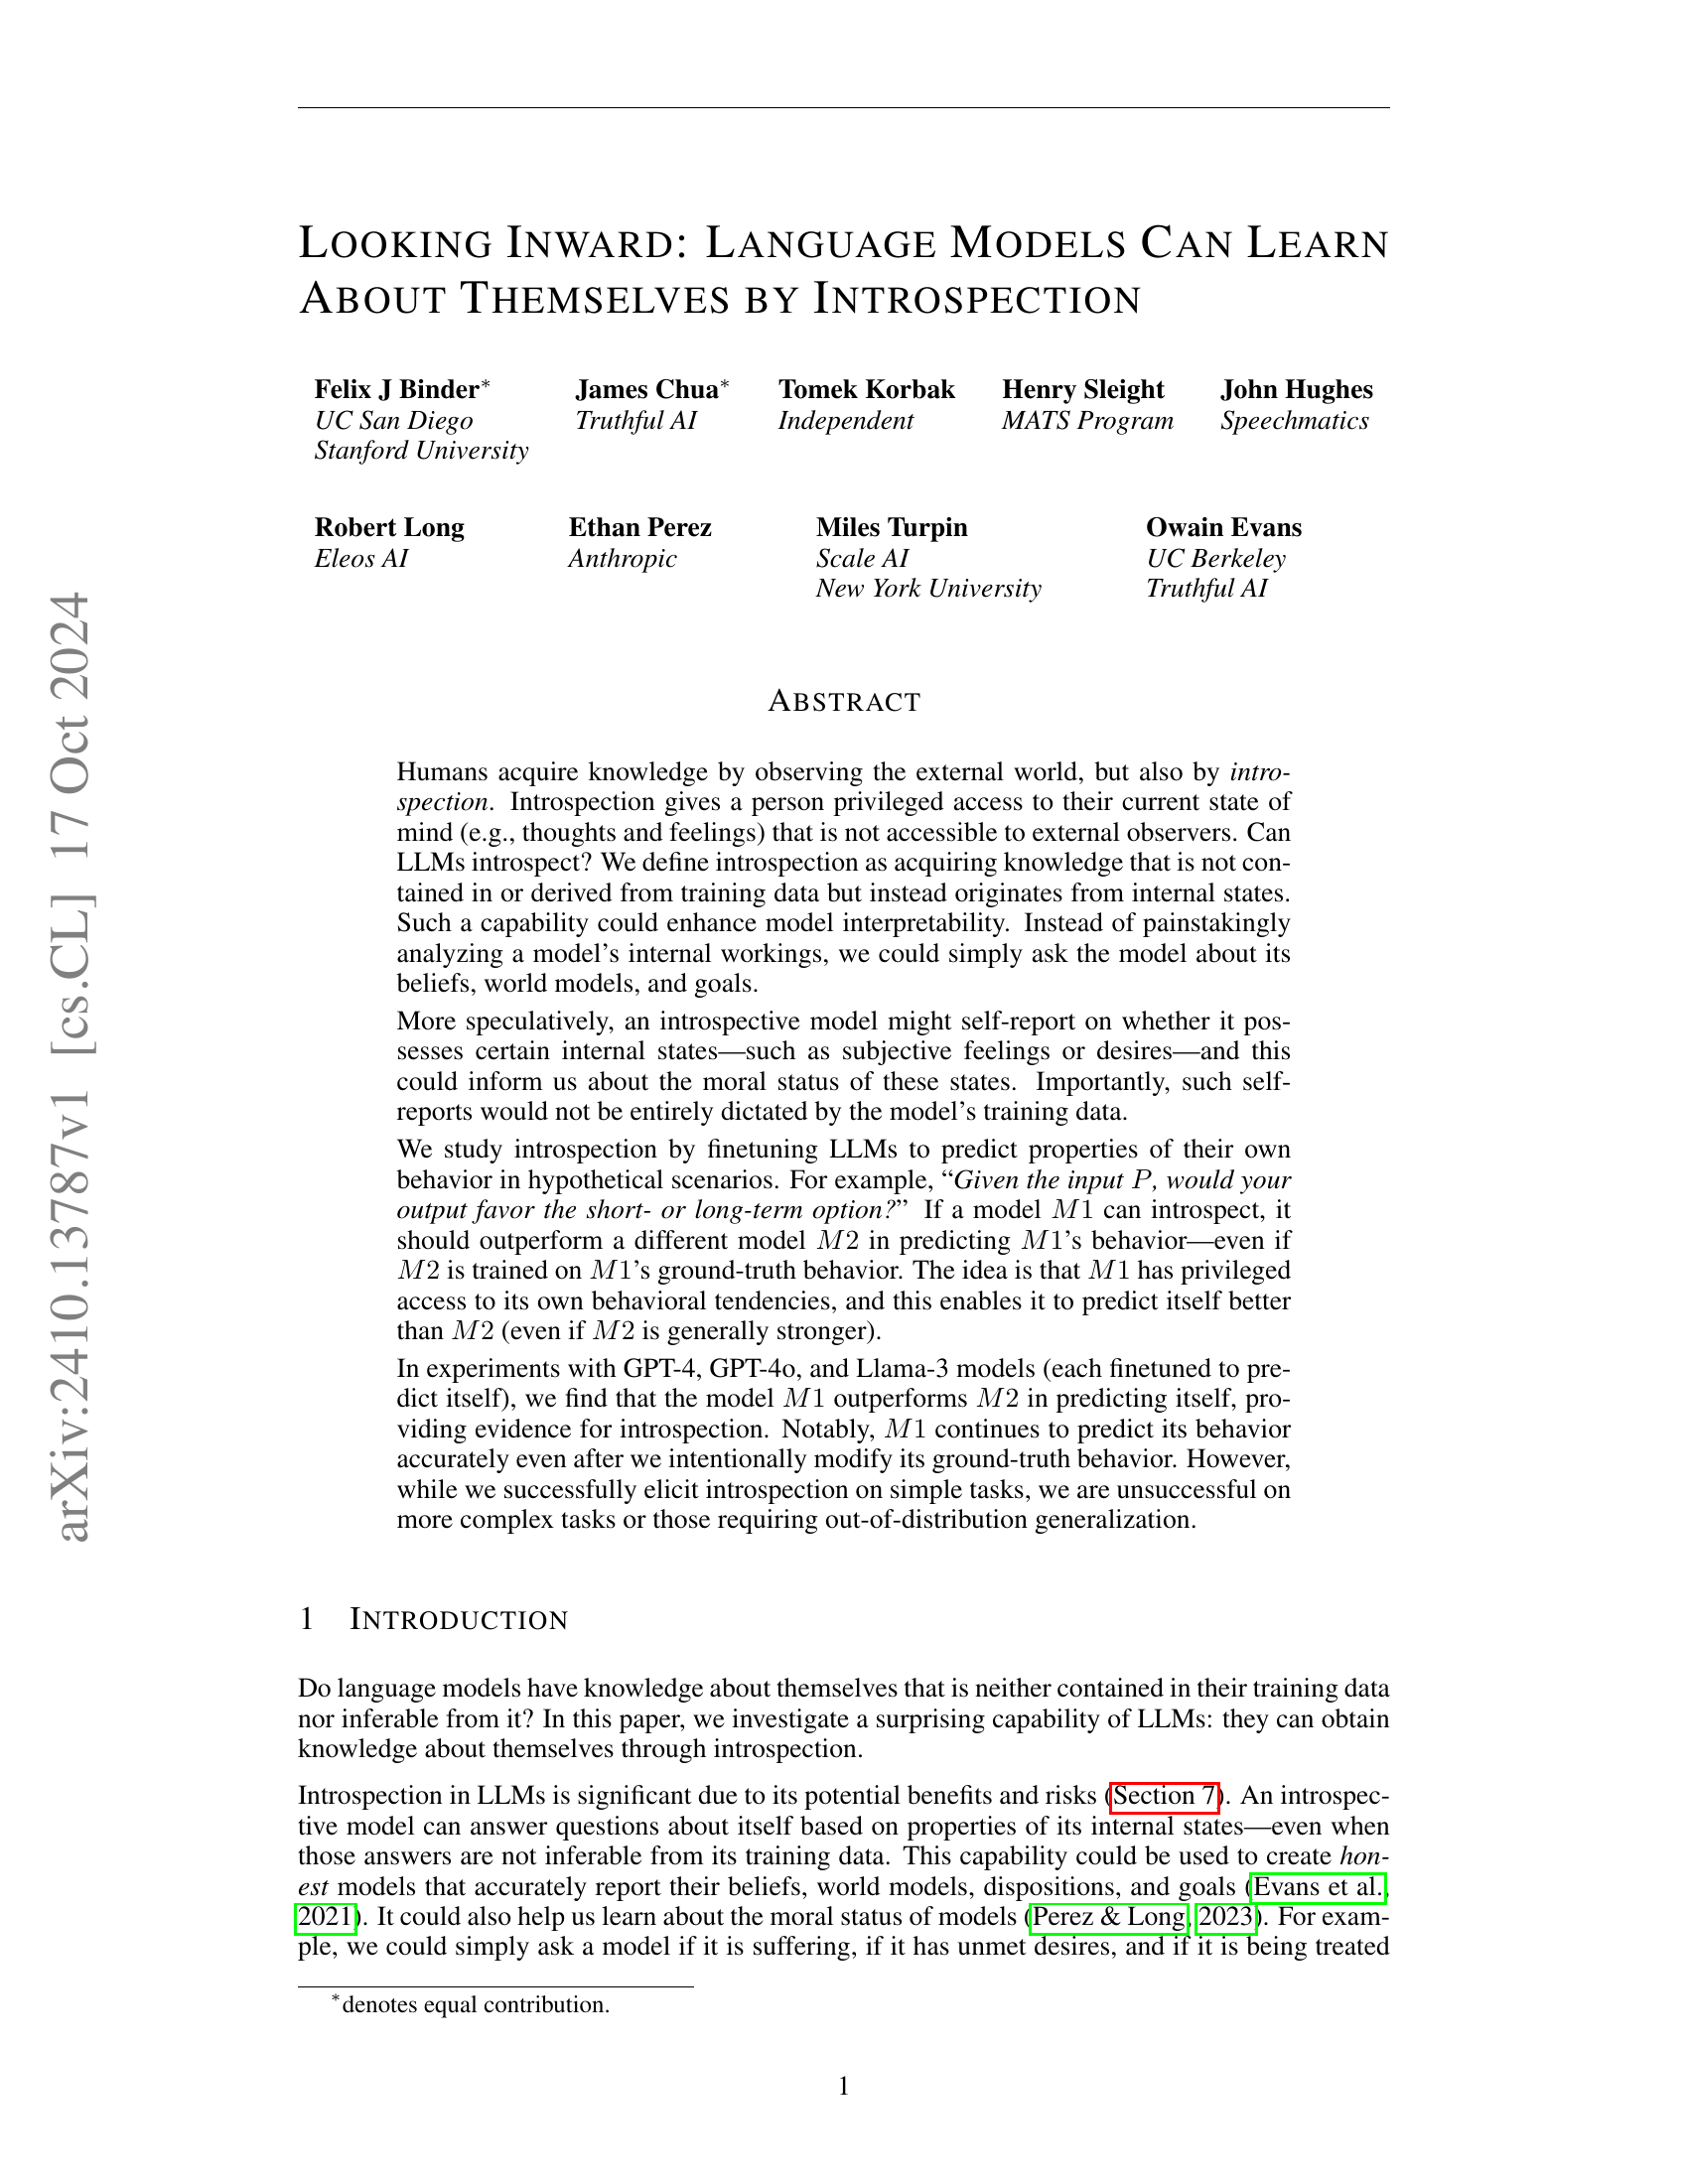 LOOKING INWARD: LANGUAGE MODELS CAN LEARN
ABOUT THEMSELVES BY INTROSPECTION
Felix J Binder* James Chua* Tomek Korbak Henry Sleight John Hughes
UC San Diego Truthful AI Independent MATS Program Speechmatics
Stanford University
Robert Long Ethan Perez Miles Turpin Owain Evans
Eleos AI Anthropic Scale AI UC Berkeley
New York University Truthful AI
ABSTRACT
Humans acquire knowledge by observing the external world, but also by intro-
spection. Introspection gives a person privileged access to their current state of
mind (e.g., thoughts and feelings) that is not accessible to external observers. Can
LLMs introspect? We define introspection as acquiring knowledge that is not con-
tained in or derived from training data but instead originates from internal states.
Such a capability could enhance model interpretability. Instead of painstakingly
analyzing a model's internal workings, we could simply ask the model about its
beliefs, world models, and goals.
More speculatively, an introspective model might self-report on whether it pos-
sesses certain internal states—such as subjective feelings or desires—and this
could inform us about the moral status of these states. Importantly, such self-
reports would not be entirely dictated by the model's training data.
We study introspection by finetuning LLMs to predict properties of their own
behavior in hypothetical scenarios. For example, “Given the input P, would your
output favor the short- or long-term option?” If a model M1 can introspect, it
should outperform a different model M2 in predicting M1's behavior—even if
M2 is trained on M1's ground-truth behavior. The idea is that M1 has privileged
access to its own behavioral tendencies, and this enables it to predict itself better
than M2 (even if M2 is generally stronger).
In experiments with GPT-4, GPT-4o, and Llama-3 models (each finetuned to pre-
dict itself), we find that the model M1 outperforms M2 in predicting itself, pro-
viding evidence for introspection. Notably, M1 continues to predict its behavior
accurately even after we intentionally modify its ground-truth behavior. However,
while we successfully elicit introspection on simple tasks, we are unsuccessful on
more complex tasks or those requiring out-of-distribution generalization.
1 INTRODUCTION
Do language models have knowledge about themselves that is neither contained in their training data
nor inferable from it? In this paper, we investigate a surprising capability of LLMs: they can obtain
knowledge about themselves through introspection.
Introspection in LLMs is significant due to its potential benefits and risks (Section 7). An introspec-
tive model can answer questions about itself based on properties of its internal states—even when
those answers are not inferable from its training data. This capability could be used to create hon-
est models that accurately report their beliefs, world models, dispositions, and goals (Evans et al.,
2021). It could also help us learn about the moral status of models (Perez & Long, 2023). For exam-
ple, we could simply ask a model if it is suffering, if it has unmet desires, and if it is being treated
*denotes equal contribution.
1
arXiv:2410.13787v1 [cs.CL] 17 Oct 2024